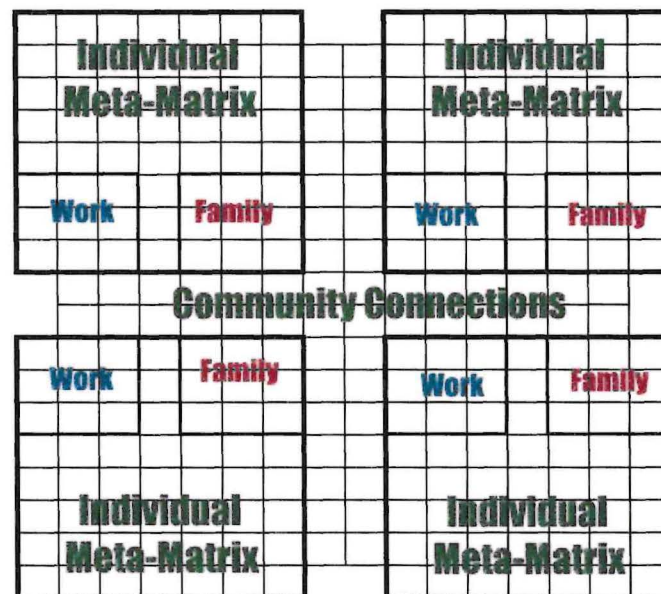 Individual
Meta-Matrix
Individual
Meta-Matrix
Work
Family
Work
Family
Community Connections
Work
Family
Work
Family
Individual
Meta-Matrix
Individual
Meta-Matrix